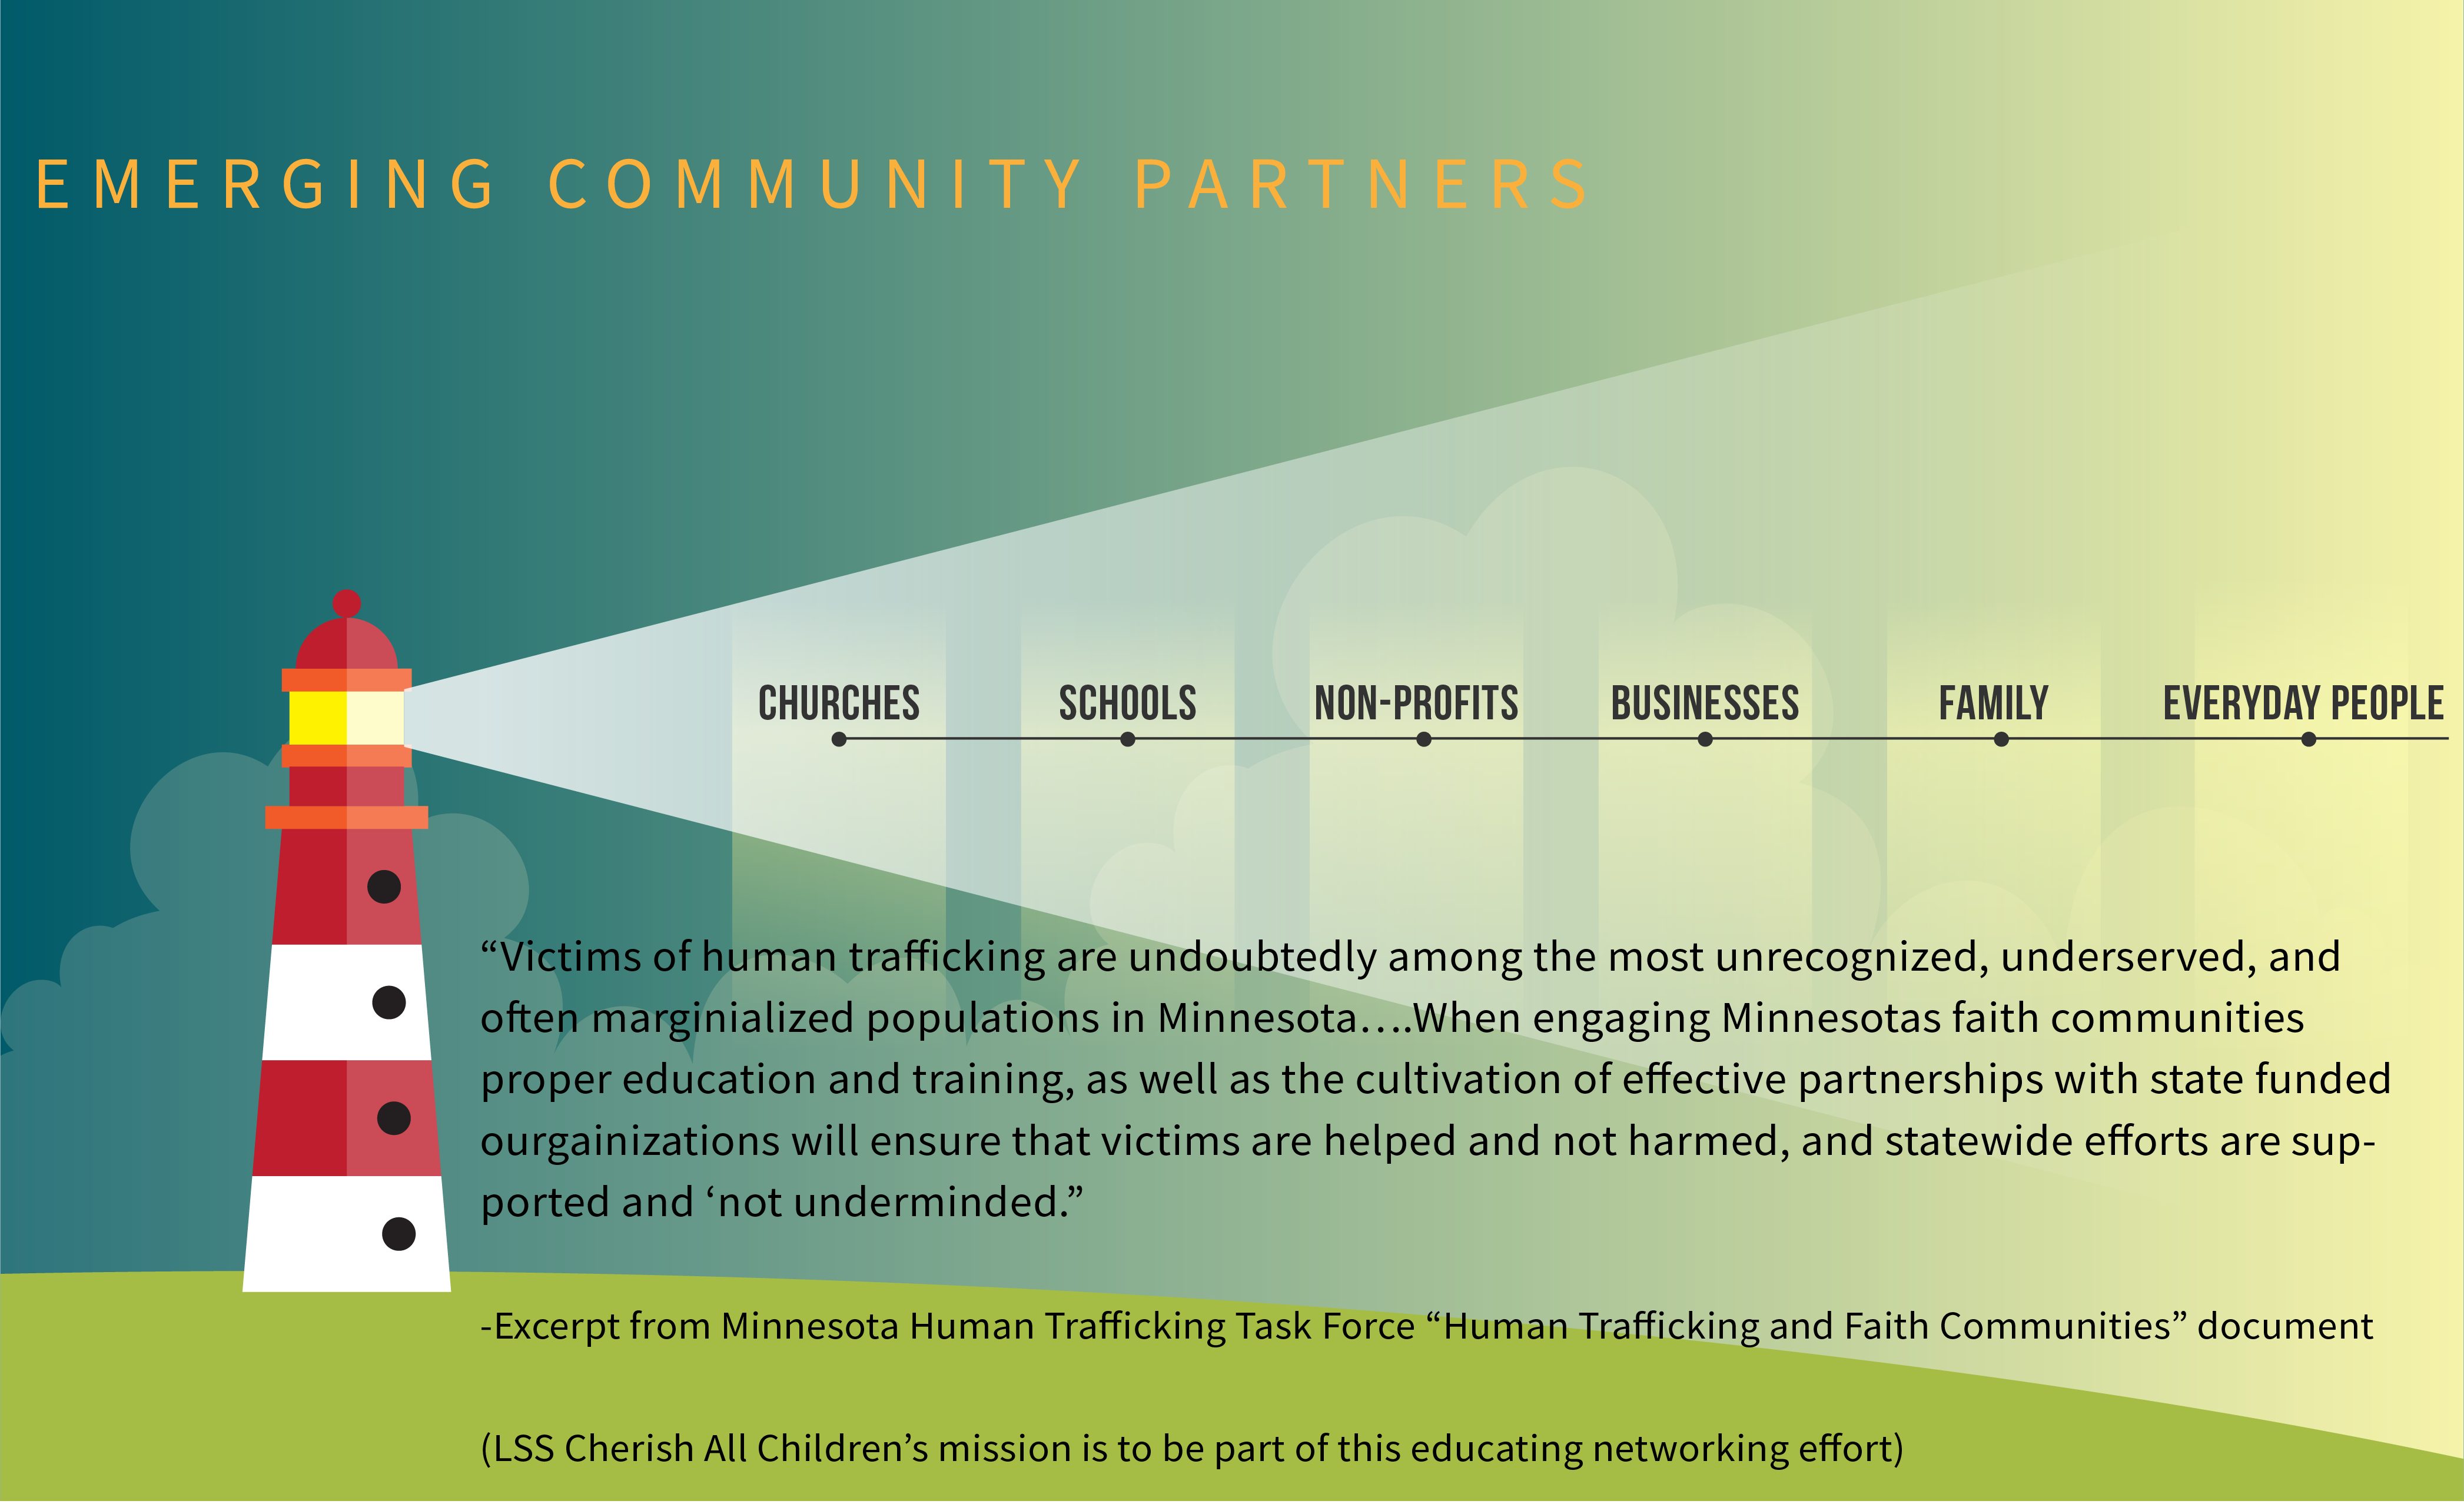 EMERGING COMMUNITY PARTNERS
CHURCHES SCHOOLS NON-PROFITS BUSINESSES FAMILY EVERYDAY PEOPLE
“Victims of human trafficking are undoubtedly among the most unrecognized, underserved, and
often marginialized populations in Minnesota….When engaging Minnesotas faith communities
proper education and training, as well as the cultivation of effective partnerships with state funded
ourgainizations will ensure that victims are helped and not harmed, and statewide efforts are sup-
ported and ‘not underminded.”
-Excerpt from Minnesota Human Trafficking Task Force “Human Trafficking and Faith Communities” document
(LSS Cherish All Children’s mission is to be part of this educating networking effort)